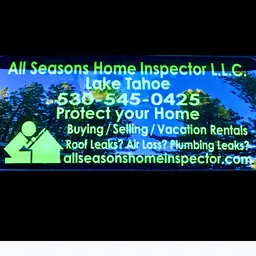 All Seasons Home Inspector L.L.C.
Lake Tahoe
530-545-0425
Protect your Home
Buying / Selling / Vacation Rentals
Roof Leaks? Air Loss? Plumbing Leaks?
allseasonshomeinspector.com